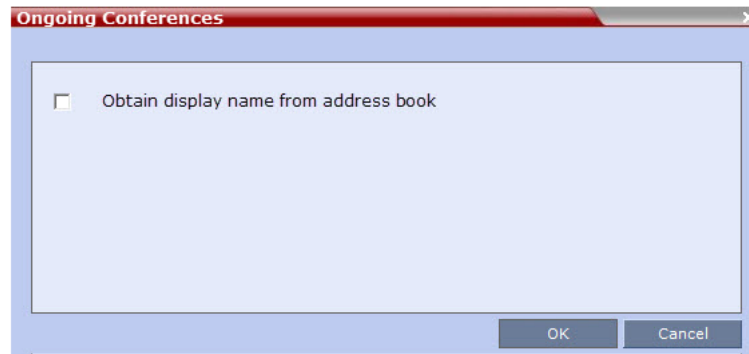 Ongoing Conferences
Obtain display name from address book
OK
Cancel